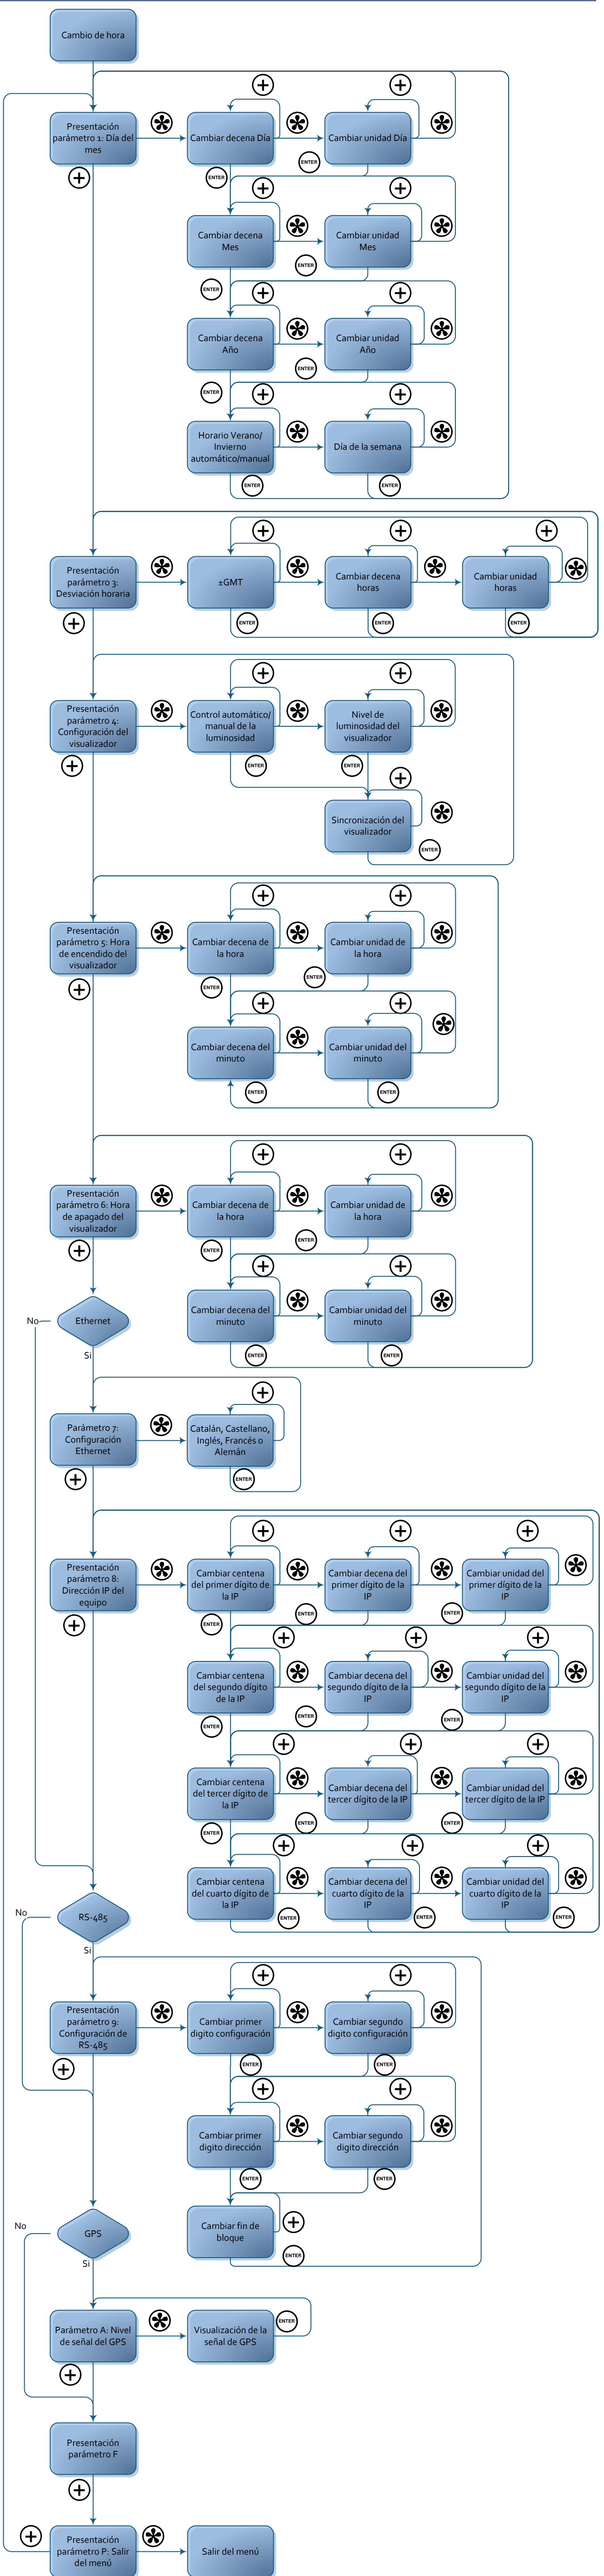 Cambio de hora
Presentación
parámetro 1: Día del
mes
Cambiar decena Día
Cambiar unidad Día
ENTER
ENTER
Cambiar decena
Mes
Cambiar unidad
Mes
ENTER
ENTER
Cambiar decena
Año
Cambiar unidad
Año
ENTER
ENTER
Horario Verano/
Invierno
automático/manual
Día de la semana
ENTER
ENTER
Presentación
parámetro 3:
Desviación horaria
±GMT
Cambiar decena
horas
Cambiar unidad
horas
ENTER
ENTER
ENTER
Presentación
parámetro 4:
Configuración del
visualizador
Control automático/
manual de la
luminosidad
Nivel de
luminosidad del
visualizador
ENTER
ENTER
Sincronización del
visualizador
ENTER
Presentación
parámetro 5: Hora
de encendido del
visualizador
Cambiar decena de
la hora
Cambiar unidad de
la hora
ENTER
ENTER
Cambiar decena del
minuto
Cambiar unidad del
minuto
ENTER
ENTER
Presentación
parámetro 6: Hora
de apagado del
visualizador
Cambiar decena de
la hora
Cambiar unidad de
la hora
ENTER
ENTER
Cambiar decena del
minuto
Cambiar unidad del
minuto
ENTER
ENTER
Ethernet
No
Si
Parámetro 7:
Configuración
Ethernet
Catalán, Castellano,
Inglés, Francés o
Alemán
ENTER
Presentación
parámetro 8:
Dirección IP del
equipo
Cambiar centena
del primer dígito de
la IP
Cambiar decena del
primer dígito de la
IP
Cambiar unidad del
primer dígito de la
IP
ENTER
ENTER
ENTER
Cambiar centena
del segundo dígito
de la IP
Cambiar decena del
segundo dígito de la
IP
Cambiar unidad del
segundo dígito de la
IP
ENTER
ENTER
ENTER
Cambiar centena
del tercer dígito de
la IP
Cambiar decena del
tercer dígito de la IP
Cambiar unidad del
tercer dígito de la IP
ENTER
ENTER
ENTER
Cambiar centena
del cuarto dígito de
la IP
Cambiar decena del
cuarto dígito de la
IP
Cambiar unidad del
cuarto dígito de la
IP
ENTER
ENTER
ENTER
RS-485
No
Si
Presentación
parámetro 9:
Configuración de
RS-485
Cambiar primer
digito configuración
Cambiar segundo
digito configuración
ENTER
ENTER
Cambiar primer
digito dirección
Cambiar segundo
digito dirección
ENTER
ENTER
Cambiar fin de
bloque
ENTER
GPS
No
Si
Parámetro A: Nivel
de señal del GPS
Visualización de la
señal de GPS
ENTER
Presentación
parámetro F
Presentación
parámetro P: Salir
del menú
Salir del menú